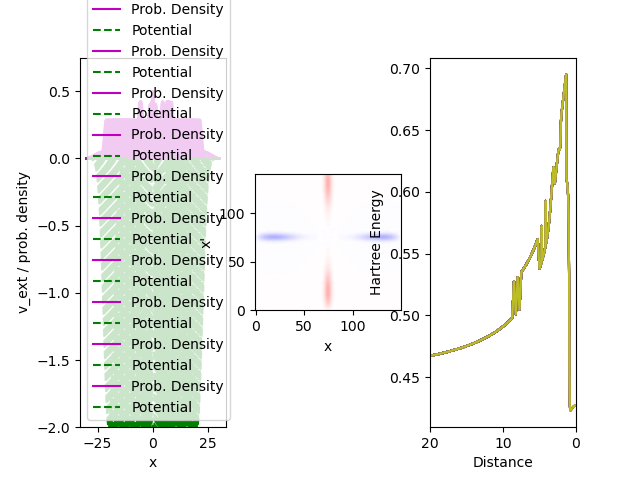 Prob. Density
Potential
Prob. Density
Potential
Prob. Density
Potential
Prob. Density
Potential
Prob. Density
Potential
Prob. Density
Potential
Prob. Density
Potential
Prob. Density
Potential
Prob. Density
Potential
Prob. Density
Potential
0.5
0.0
−0.5
−1.0
−1.5
−2.0
−25
0
25
x
v_ext / prob. density
100
50
0
0
50
100
x
x'
0.70
0.65
0.60
0.55
0.50
0.45
20
10
0
Distance
Hartree Energy